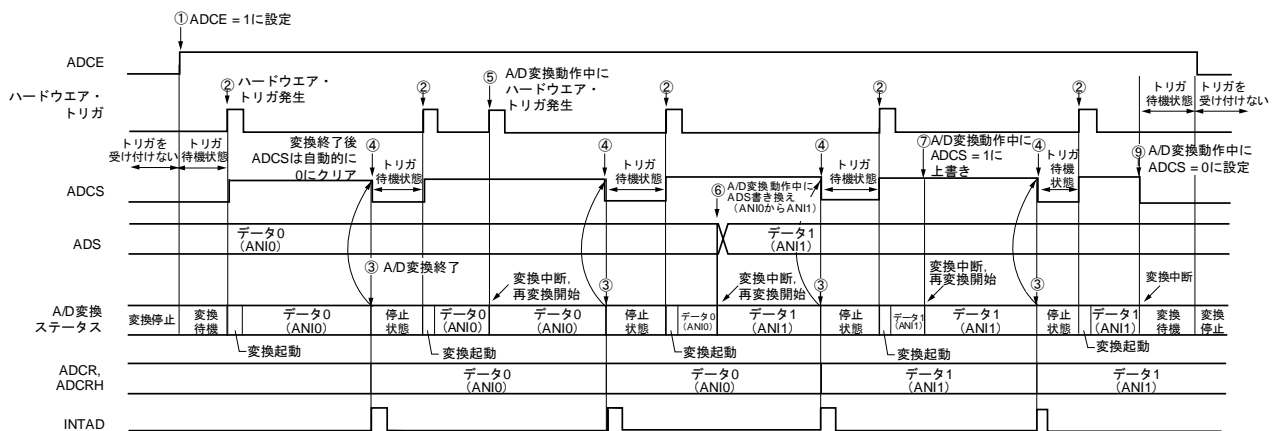 ①ADCE = 1に設定
ADCE
②ハードウエア・
トリガ発生
②
⑤ A/D変換動作中に
ハードウエア・
トリガ発生
②
②
②
ハードウエア・
トリガ
トリガ
待機状態
トリガを
受け付けない
トリガを
受け付けない
トリガ
待機状態
変換終了後
ADCSは自動的に
0にクリア
④
トリガ
待機状態
④
トリガ
待機状態
④
トリガ
待機状態
⑦A/D変換動作中に
ADCS = 1に
上書き
④
トリガ
待機
状態
⑨A/D変換動作中に
ADCS = 0に設定
ADCS
⑥ A/D変換動作中に
ADS書き換え
(ANI0からANI1)
ADS
データ0
(ANI0)
データ1
(ANI1)
③ A/D変換終了
変換中断,
再変換開始
③
変換中断,
再変換開始
③
変換中断,
再変換開始
③
変換中断
A/D変換
ステータス
変換停止
変換
待機
データ0
(ANI0)
停止
状態
データ0
(ANI0)
データ0
(ANI0)
停止
状態
データ0
(ANI0)
データ1
(ANI1)
停止
状態
データ1
(ANI1)
データ1
(ANI1)
停止
状態
データ1
(ANI1)
変換
待機
変換
停止
変換起動
変換起動
変換起動
変換起動
変換起動
ADCR,
ADCRH
データ0
(ANI0)
データ0
(ANI0)
データ1
(ANI1)
データ1
(ANI1)
INTAD